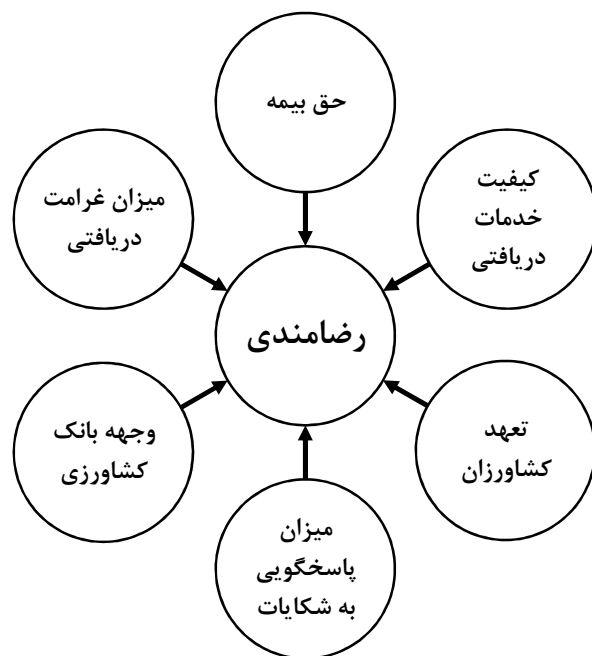 حق بیمه
کیفیت
خدمات
دریافتی
میزان غرامت
دریافتی
رضامندی
تعهد
کشاورزان
وجهه بانک
کشاورزی
میزان
پاسخگویی
به شکایات